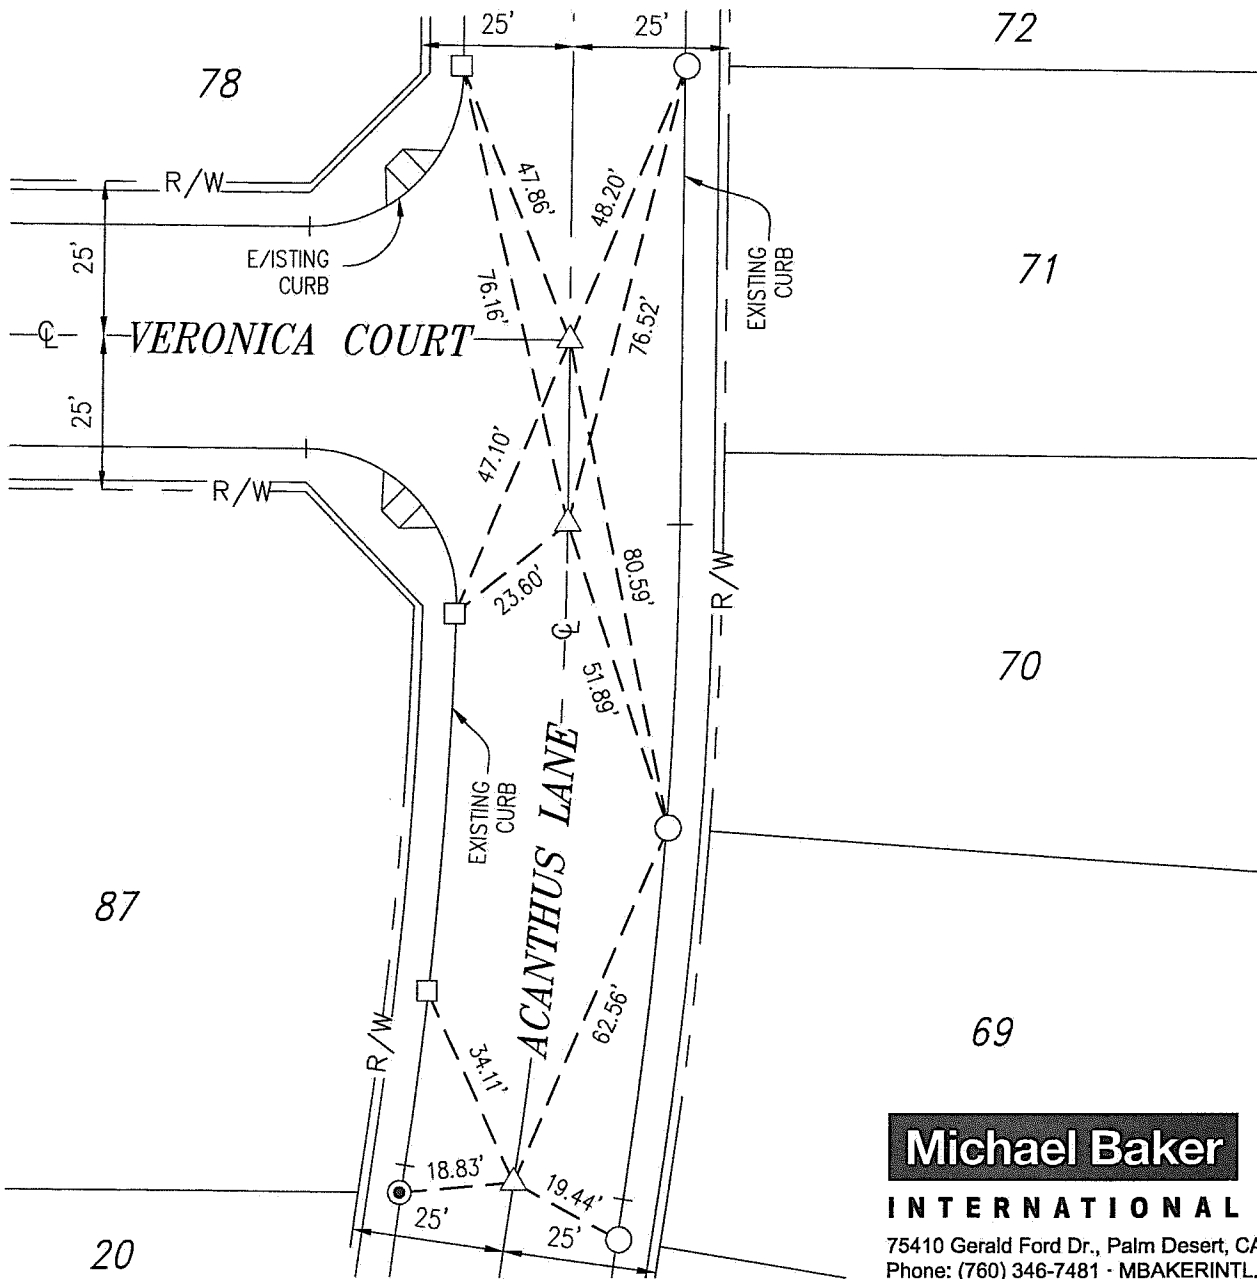 25'
25'
72
78
R/W
47.86'
48.20'
25'
E/ISTING
CURB
EXISTING
CURB
71
76.16'
76.52'
℄
VERONICA COURT
25'
47.10'
R/W
23.60'
80.59'
R/W
℄
51.89'
70
EXISTING
CURB
ACANTHUS LANE
87
62.56'
R/W
34.11'
69
Michael Baker
INTERNATIONAL
18.83'
19.44'
25'
25'
20
75410 Gerald Ford Dr., Palm Desert, CA
Phone: (760) 346-7481 · MBAKERINTL.